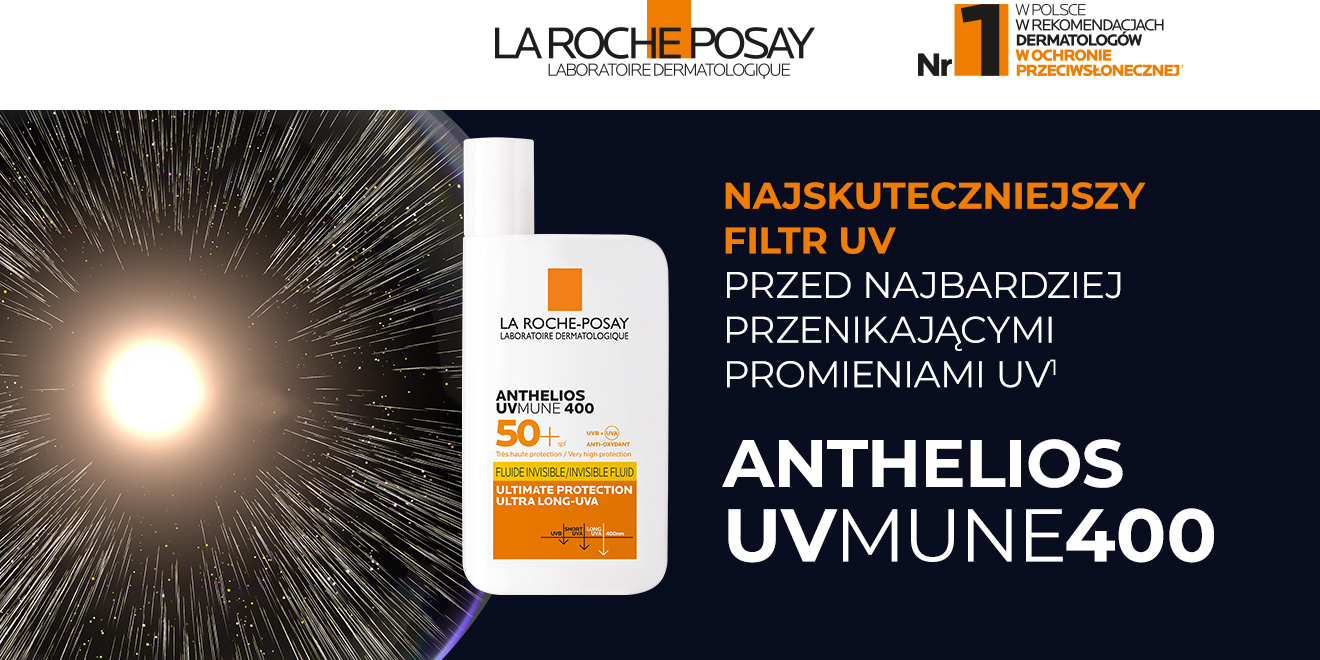 LA ROCHE POSAY
LABORATOIRE DERMATOLOGIQUE
Nr 1
W POLSCE
W REKOMENDACJACH
DERMATOLOGÓW
W OCHRONIE
PRZECIWSŁONECZNEJ¹
LA ROCHE-POSAY
LABORATOIRE DERMATOLOGIQUE
ANTHELIOS
UVMUNE 400
50+ spf
UVB + UVA
ANTI-OXYDANT
Très haute protection / Very high protection
FLUIDE INVISIBLE/INVISIBLE FLUID
ULTIMATE PROTECTION
ULTRA LONG-UVA
UVB SHORT UVA LONG UVA 400nm
NAJSKUTECZNIEJSZY
FILTR UV
PRZED NAJBARDZIEJ
PRZENIKAJĄCYMI
PROMIENIAMI UV¹
ANTHELIOS
UVMUNE400